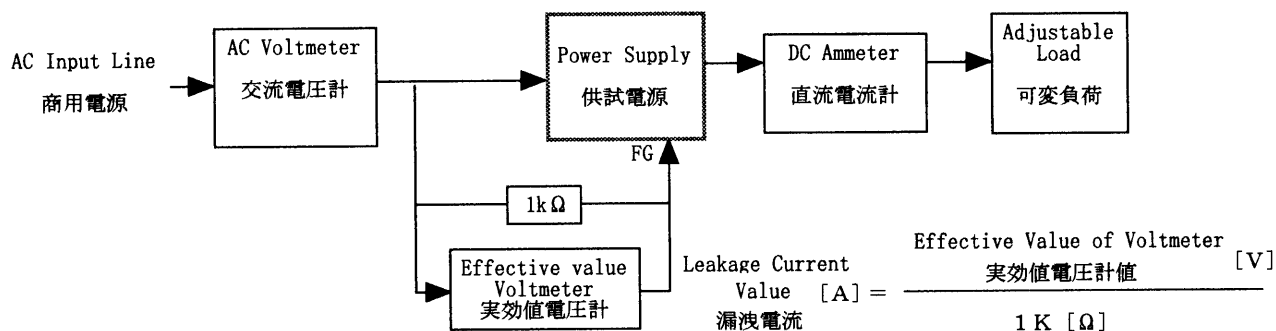 AC Input Line
商用電源
AC Voltmeter
交流電圧計
Power Supply
供試電源
DC Ammeter
直流電流計
Adjustable
Load
可変負荷
FG
1kΩ
Effective value
Voltmeter
実効値電圧計
Leakage Current
Value [A] =
漏洩電流
Effective Value of Voltmeter
実効値電圧計値 [V]
1K [Ω]